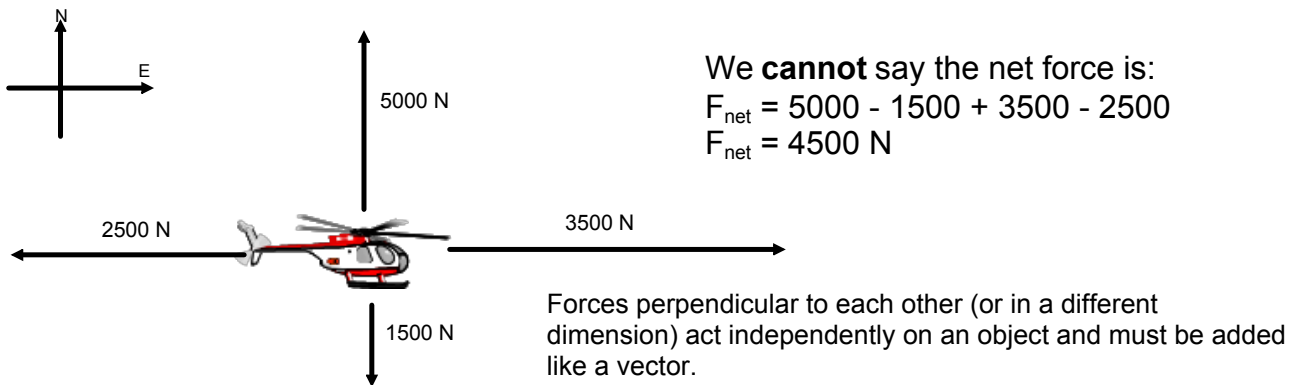 N
E
5000 N
We cannot say the net force is:
Fnet = 5000 - 1500 + 3500 - 2500
Fnet = 4500 N
2500 N
3500 N
1500 N
Forces perpendicular to each other (or in a different
dimension) act independently on an object and must be added
like a vector.